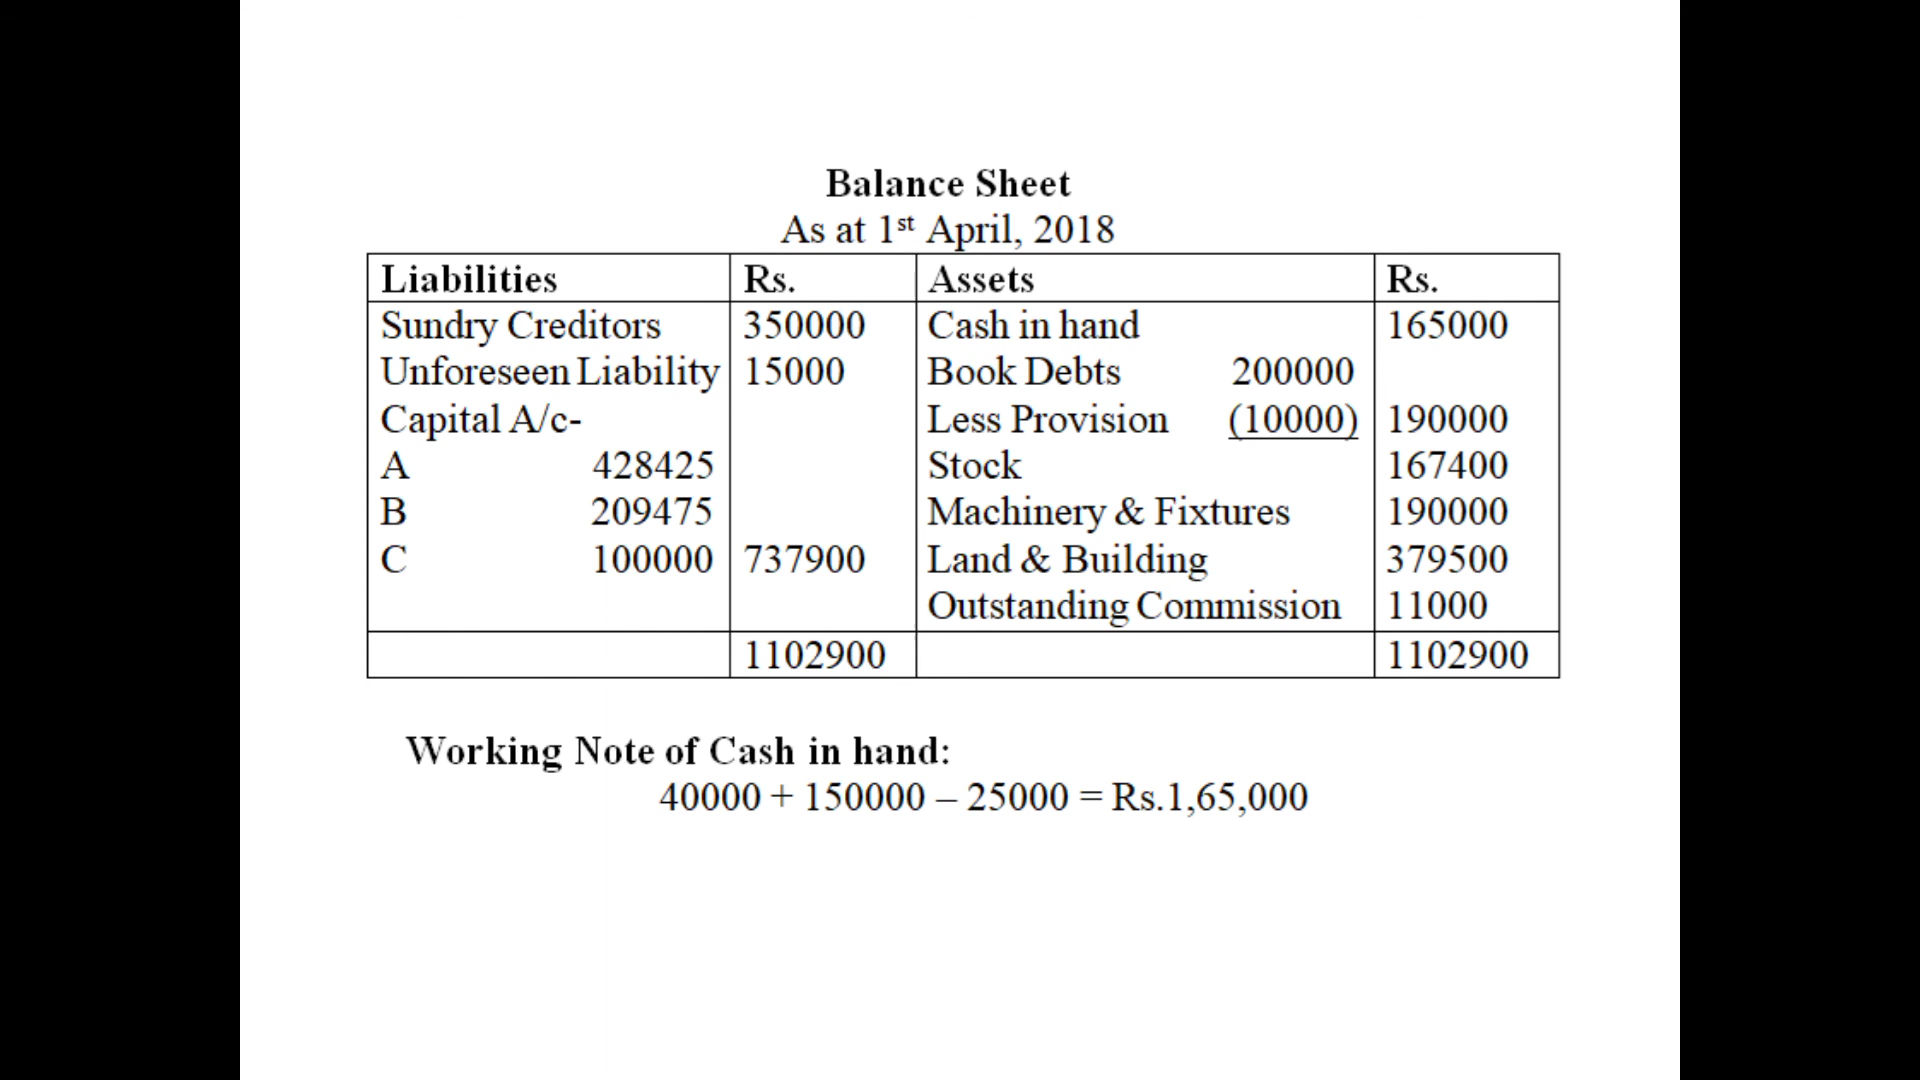 Balance Sheet
As at 1st April, 2018
Liabilities Rs. Assets Rs.
Sundry Creditors 350000 Cash in hand 165000
Unforeseen Liability 15000 Book Debts 200000
Capital A/c- Less Provision (10000) 190000
A 428425 Stock 167400
B 209475 Machinery & Fixtures 190000
C 100000 737900 Land & Building 379500
Outstanding Commission 11000
1102900 1102900
Working Note of Cash in hand:
40000 + 150000 – 25000 = Rs.1,65,000